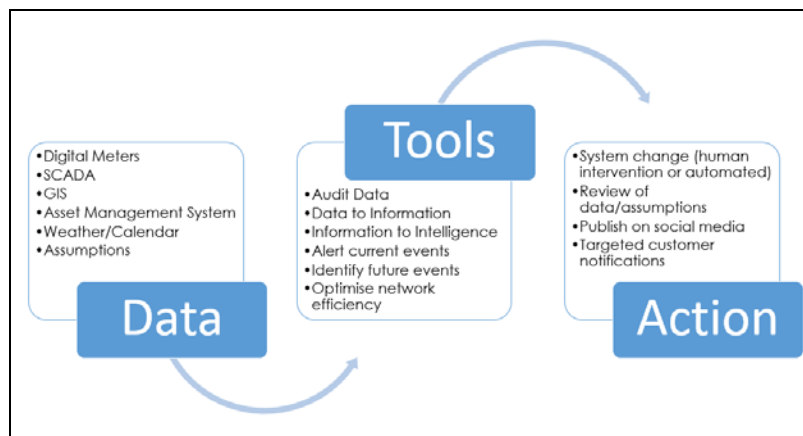 •Digital Meters
•SCADA
•GIS
•Asset Management System
•Weather/Calendar
•Assumptions
Data
Tools
•Audit Data
•Data to Information
•Information to Intelligence
•Alert current events
•Identify future events
•Optimise network
efficiency
•System change (human
intervention or automated)
•Review of
data/assumptions
•Publish on social media
•Targeted customer
notifications
Action